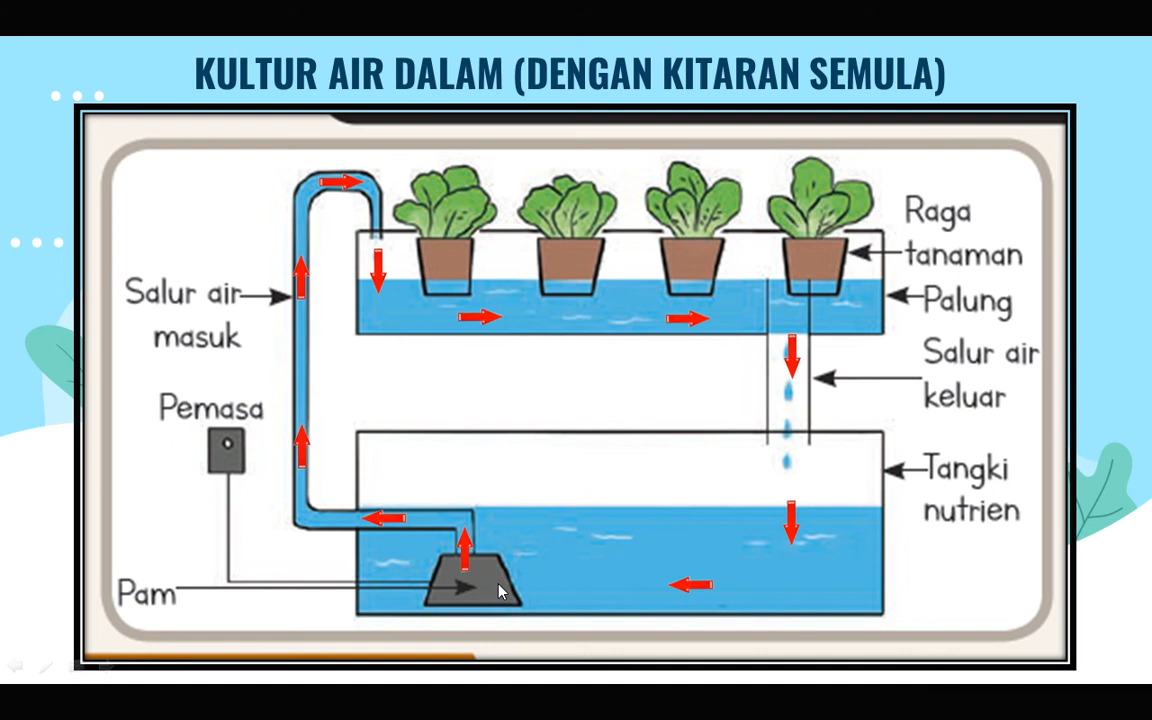 KULTUR AIR DALAM (DENGAN KITARAN SEMULA)
Raga
tanaman
Salur air
masuk
Palung
Salur air
keluar
Pemasa
Tangki
nutrien
Pam